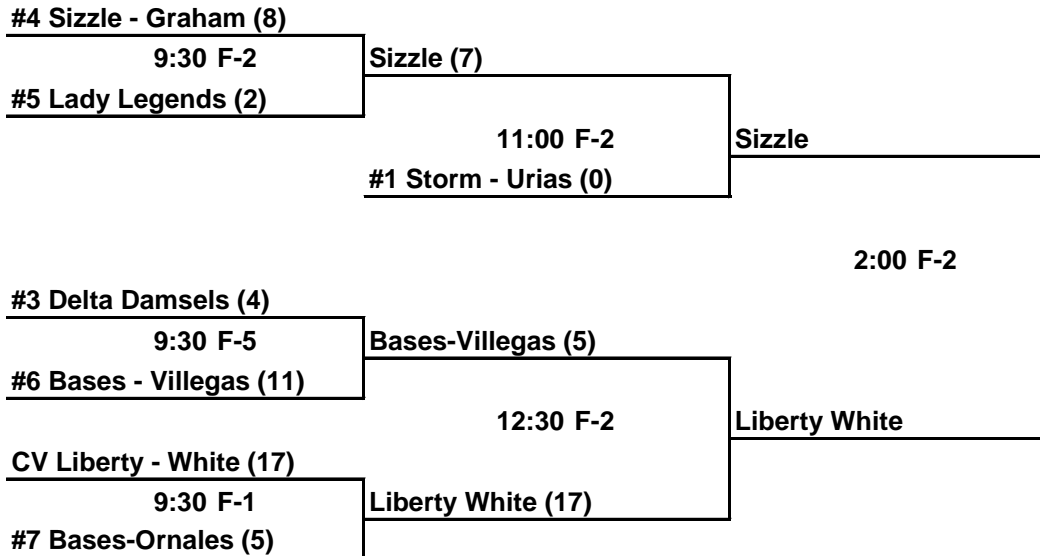 #4 Sizzle - Graham (8)
9:30 F-2
Sizzle (7)
#5 Lady Legends (2)
11:00 F-2
Sizzle
#1 Storm - Urias (0)
2:00 F-2
#3 Delta Damsels (4)
9:30 F-5
Bases-Villegas (5)
#6 Bases - Villegas (11)
12:30 F-2
Liberty White
CV Liberty - White (17)
9:30 F-1
Liberty White (17)
#7 Bases-Ornales (5)